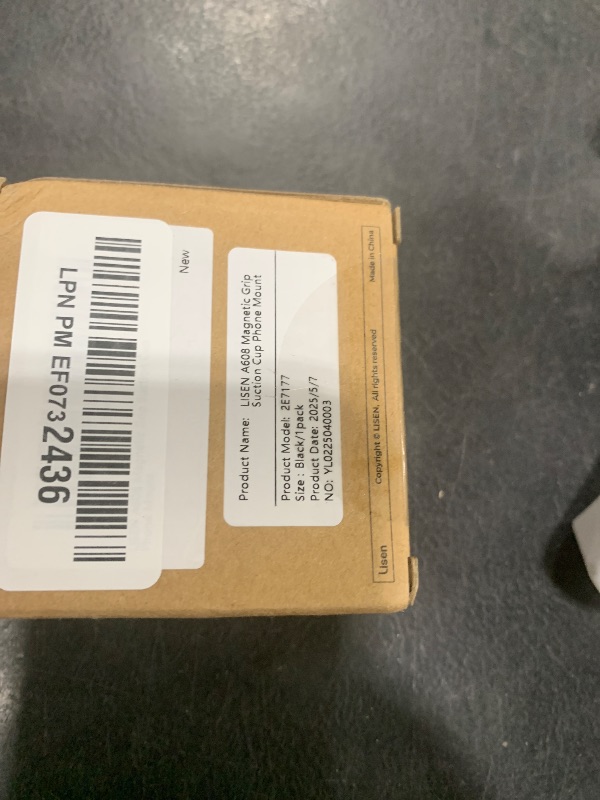 LPN PM EF0732436
New
Product Name: LISEN A608 Magnetic Grip
Suction Cup Phone Mount
Product Model: 2E7177
Size : Black/1pack
Product Date: 2025/5/7
NO: YL0225040003
Lisen Copyright © LISEN, All rights reserved Made in China